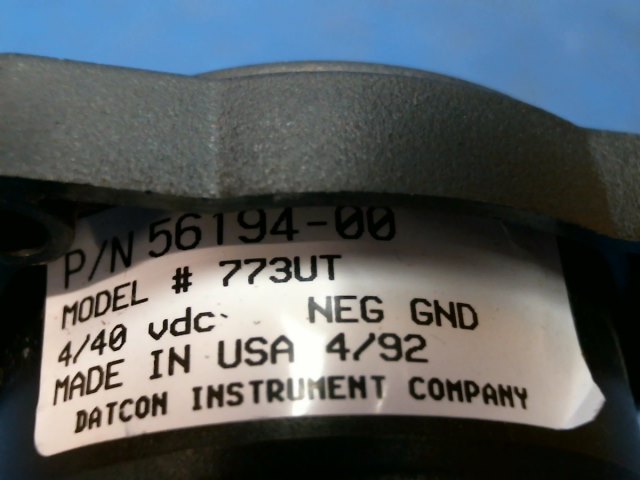 P/N 56194-00
MODEL # 773UT
4/40 vdc NEG GND
MADE IN USA 4/92
DATCON INSTRUMENT COMPANY